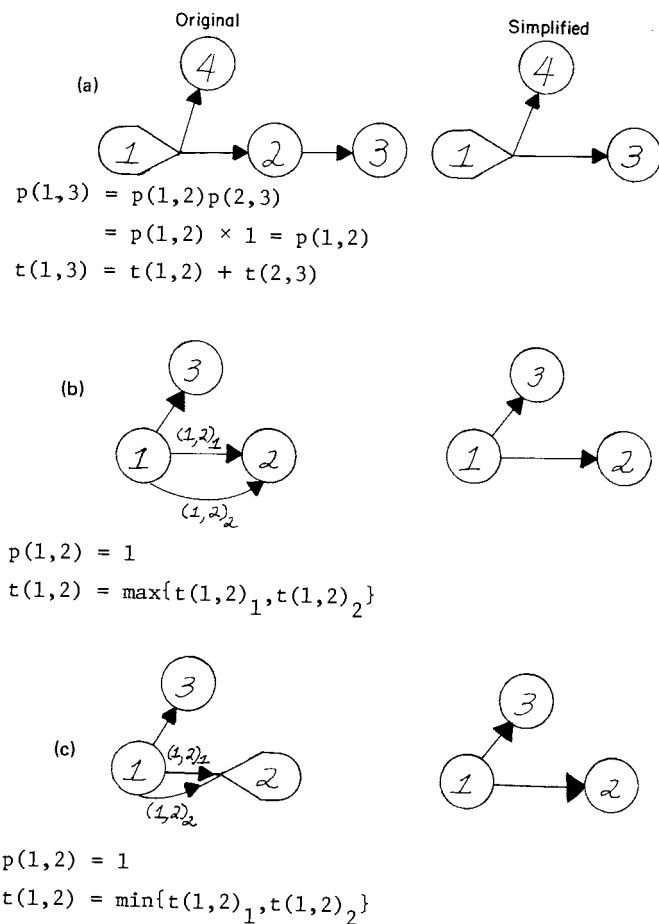 Original Simplified
(a) 4 4
1 2 3 1 3
p(1,3) = p(1,2)p(2,3)
= p(1,2) × 1 = p(1,2)
t(1,3) = t(1,2) + t(2,3)
(b) 3 3
1 (1,2)1 2 1 2
(1,2)2
p(1,2) = 1
t(1,2) = max{t(1,2)1,t(1,2)2}
(c) 3 3
1 (1,2)1 2 1 2
(1,2)2
p(1,2) = 1
t(1,2) = min{t(1,2)1,t(1,2)2}